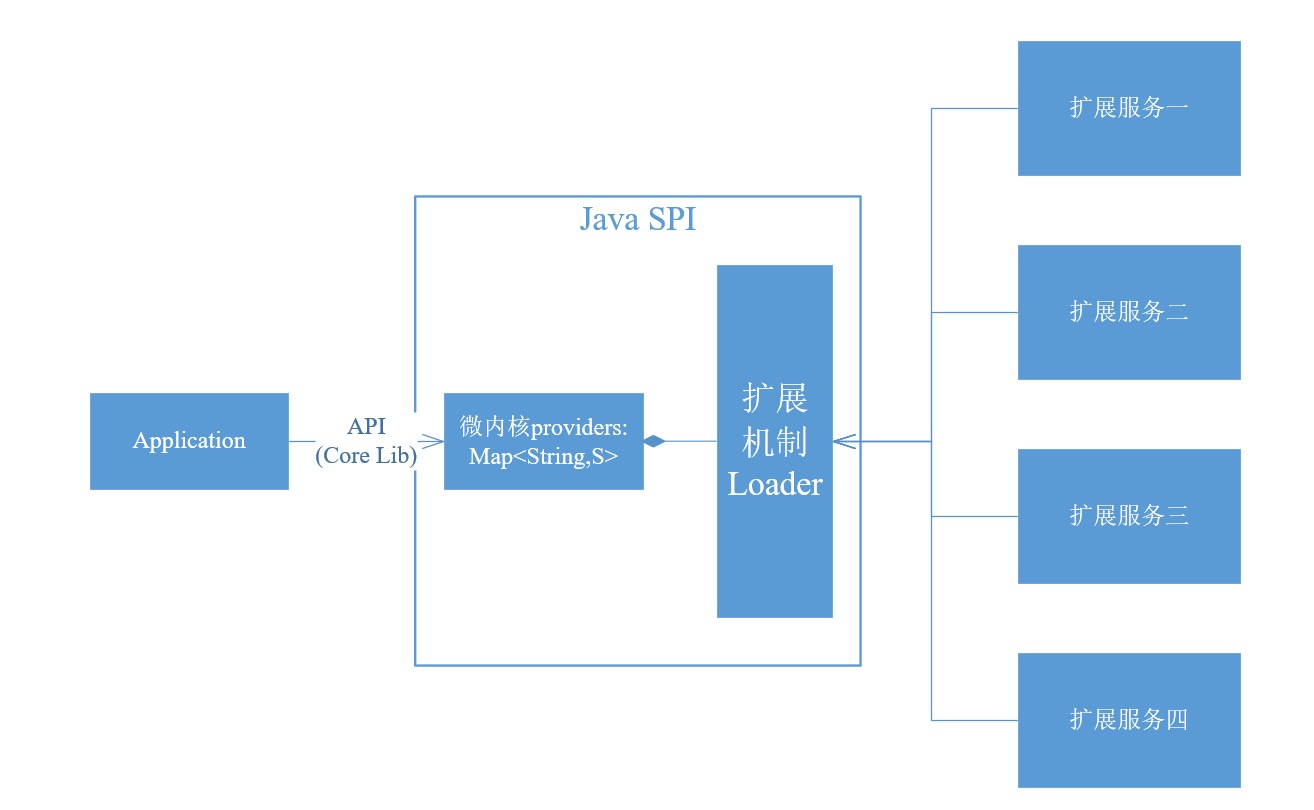 Java SPI
Application
API
(Core Lib)
微内核providers:
Map<String,S>
扩展
机制
Loader
扩展服务一
扩展服务二
扩展服务三
扩展服务四